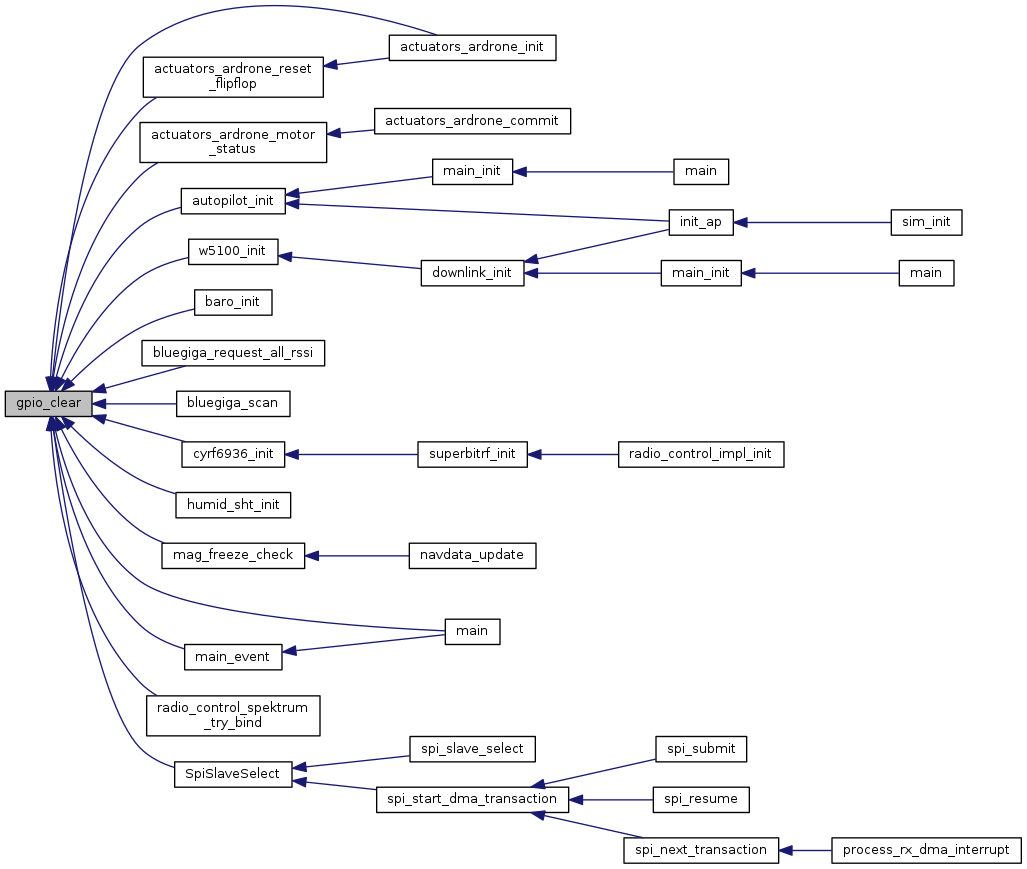 actuators_ardrone_init
actuators_ardrone_reset
_flipflop
actuators_ardrone_commit
actuators_ardrone_motor
_status
main_init
main
autopilot_init
init_ap
sim_init
w5100_init
downlink_init
main_init
main
baro_init
bluegiga_request_all_rssi
gpio_clear
bluegiga_scan
cyrf6936_init
superbitrf_init
radio_control_impl_init
humid_sht_init
mag_freeze_check
navdata_update
main
main_event
radio_control_spektrum
_try_bind
spi_slave_select
spi_submit
SpiSlaveSelect
spi_start_dma_transaction
spi_resume
spi_next_transaction
process_rx_dma_interrupt